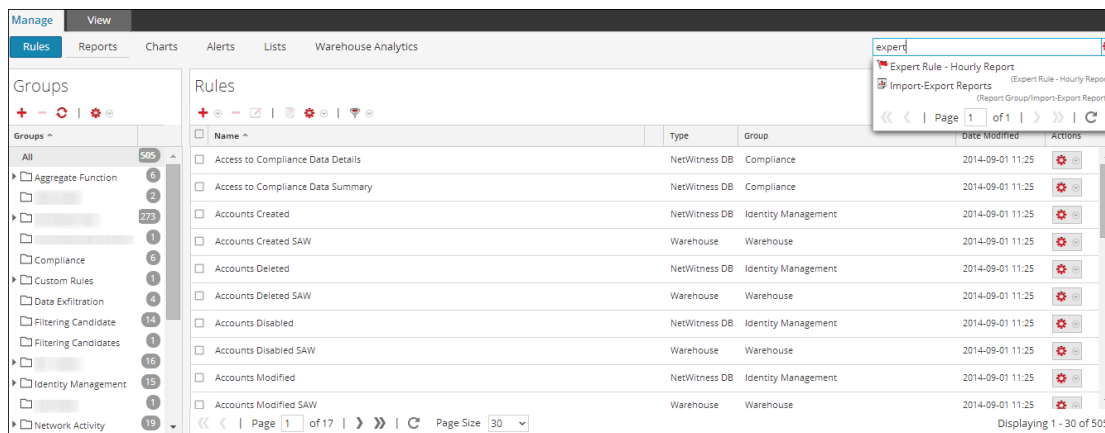 Manage View
Rules Reports Charts Alerts Lists Warehouse Analytics
expert
Expert Rule - Hourly Report
(Expert Rule - Hourly Repor
Import-Export Reports
(Report Group/Import-Export Report
Page 1 of 1
Groups
Groups
All 505
Aggregate Function 6
2
273
1
Compliance 6
Custom Rules 1
Data Exfiltration 4
Filtering Candidate 14
Filtering Candidates 1
16
Identity Management 15
1
Network Activity 19
Rules
Name Type Group Date Modified Actions
Access to Compliance Data Details NetWitness DB Compliance 2014-09-01 11:25
Access to Compliance Data Summary NetWitness DB Compliance 2014-09-01 11:25
Accounts Created NetWitness DB Identity Management 2014-09-01 11:25
Accounts Created SAW Warehouse Warehouse 2014-09-01 11:25
Accounts Deleted NetWitness DB Identity Management 2014-09-01 11:25
Accounts Deleted SAW Warehouse Warehouse 2014-09-01 11:25
Accounts Disabled NetWitness DB Identity Management 2014-09-01 11:25
Accounts Disabled SAW Warehouse Warehouse 2014-09-01 11:25
Accounts Modified NetWitness DB Identity Management 2014-09-01 11:25
Accounts Modified SAW Warehouse Warehouse 2014-09-01 11:25
Page 1 of 17 Page Size 30 Displaying 1 - 30 of 505